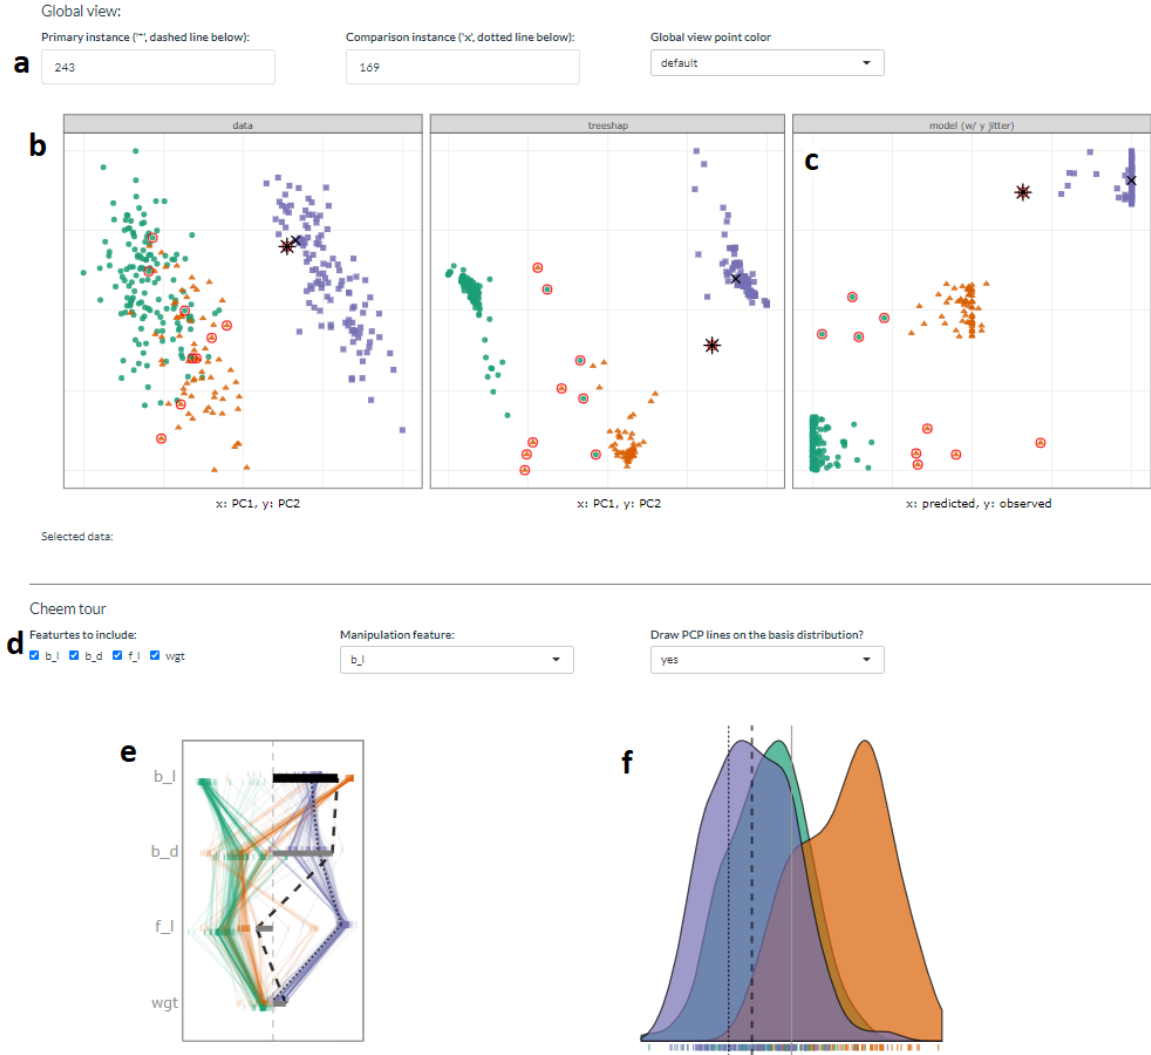 Global view:
Primary instance ('*', dashed line below):
Comparison instance ('x', dotted line below):
Global view point color
a
243
169
default
b
data
treeshap
model (w/ y jitter)
c
x: PC1, y: PC2
x: PC1, y: PC2
x: predicted, y: observed
Selected data:
Cheem tour
d
Featurtes to include:
Manipulation feature:
Draw PCP lines on the basis distribution?
b_l
b_d
f_l
wgt
b_l
yes
e
f
b_l
b_d
f_l
wgt